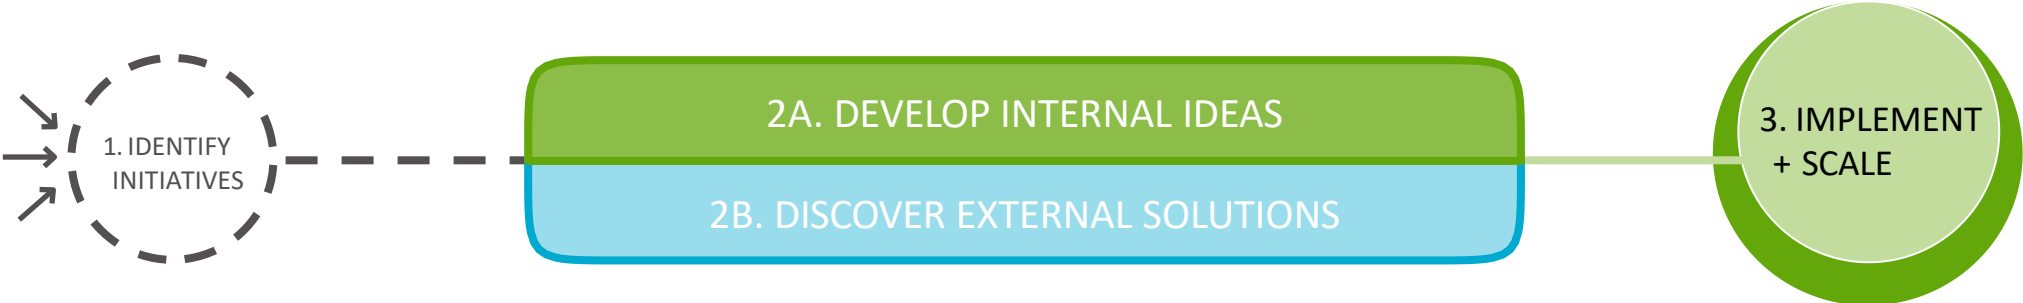 1. IDENTIFY
INITIATIVES
2A. DEVELOP INTERNAL IDEAS
2B. DISCOVER EXTERNAL SOLUTIONS
3. IMPLEMENT
+ SCALE